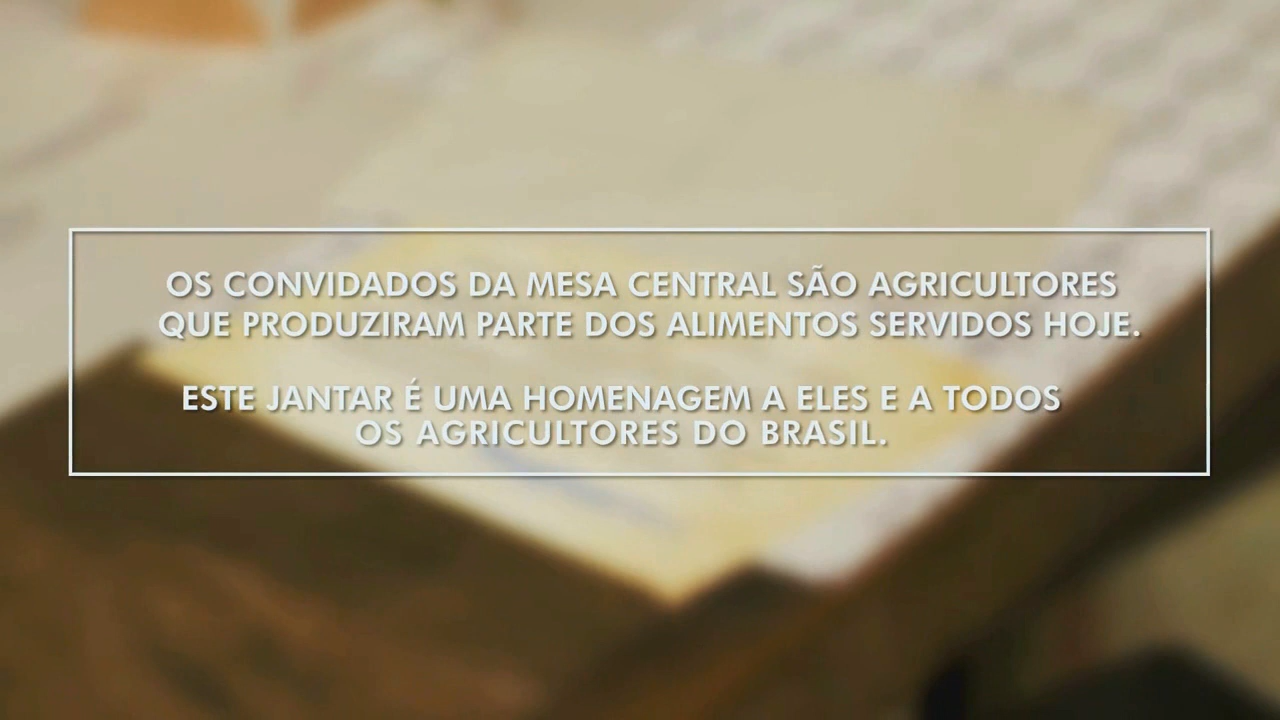 OS CONVIDADOS DA MESA CENTRAL SÃO AGRICULTORES
QUE PRODUZIRAM PARTE DOS ALIMENTOS SERVIDOS HOJE.
ESTE JANTAR É UMA HOMENAGEM A ELES E A TODOS
OS AGRICULTORES DO BRASIL.